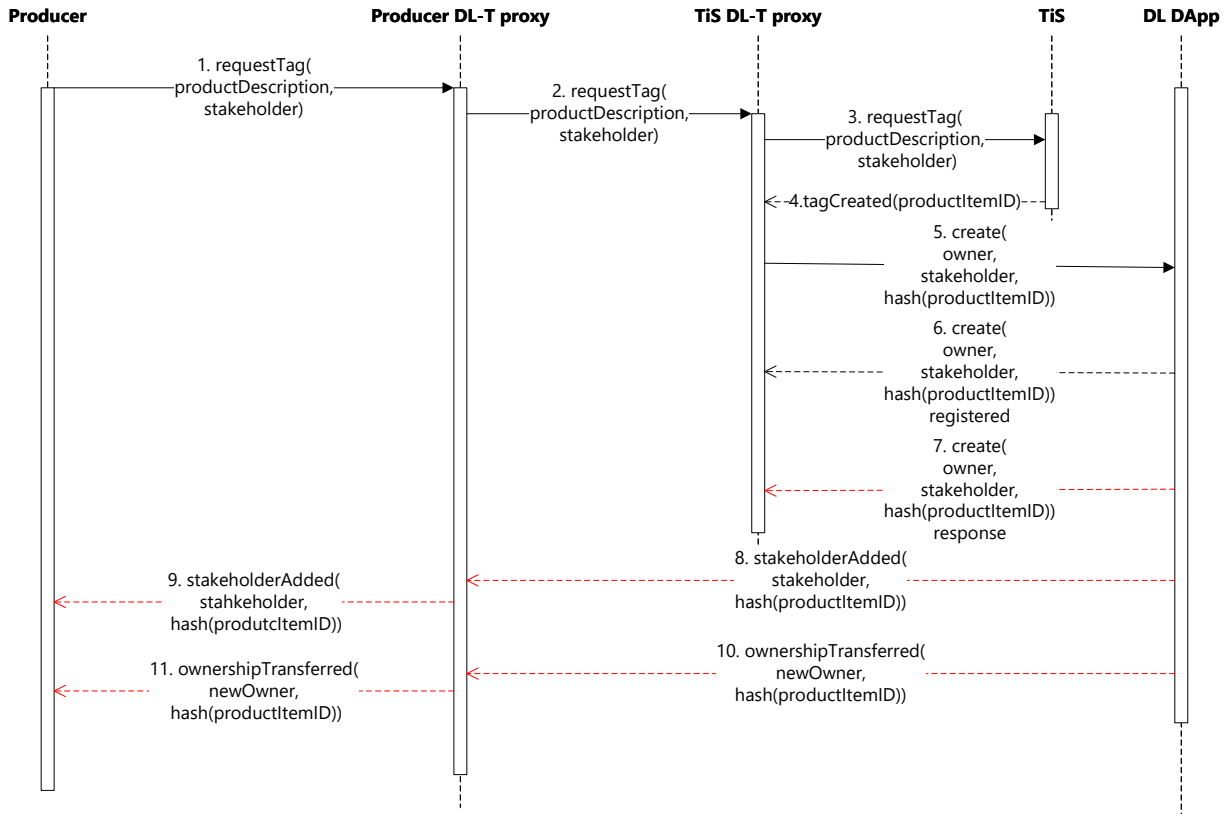 Producer
Producer DL-T proxy
TiS DL-T proxy
TiS
DL DApp
1. requestTag(
productDescription,
stakeholder)
2. requestTag(
productDescription,
stakeholder)
3. requestTag(
productDescription,
stakeholder)
4.tagCreated(productItemID)
5. create(
owner,
stakeholder,
hash(productItemID))
6. create(
owner,
stakeholder,
hash(productItemID))
registered
7. create(
owner,
stakeholder,
hash(productItemID))
response
8. stakeholderAdded(
stakeholder,
hash(productItemID))
9. stakeholderAdded(
stahkeholder,
hash(produtcItemID))
10. ownershipTransferred(
newOwner,
hash(productItemID))
11. ownershipTransferred(
newOwner,
hash(productItemID))